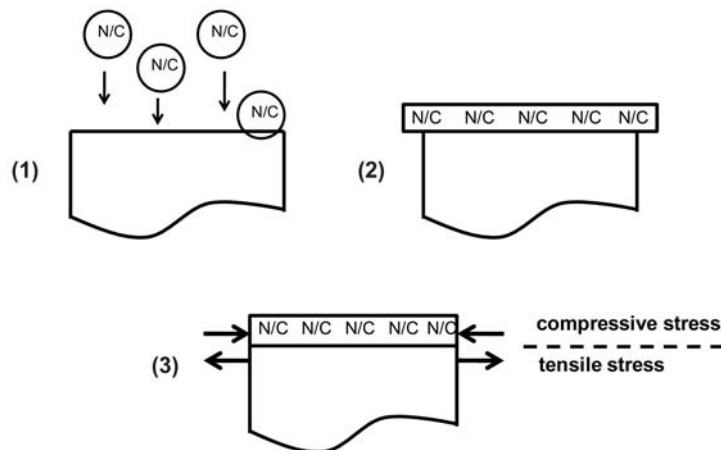 N/C N/C
N/C
N/C
(1)
N/C N/C N/C N/C N/C
(2)
N/C N/C N/C N/C N/C
(3)
compressive stress
tensile stress